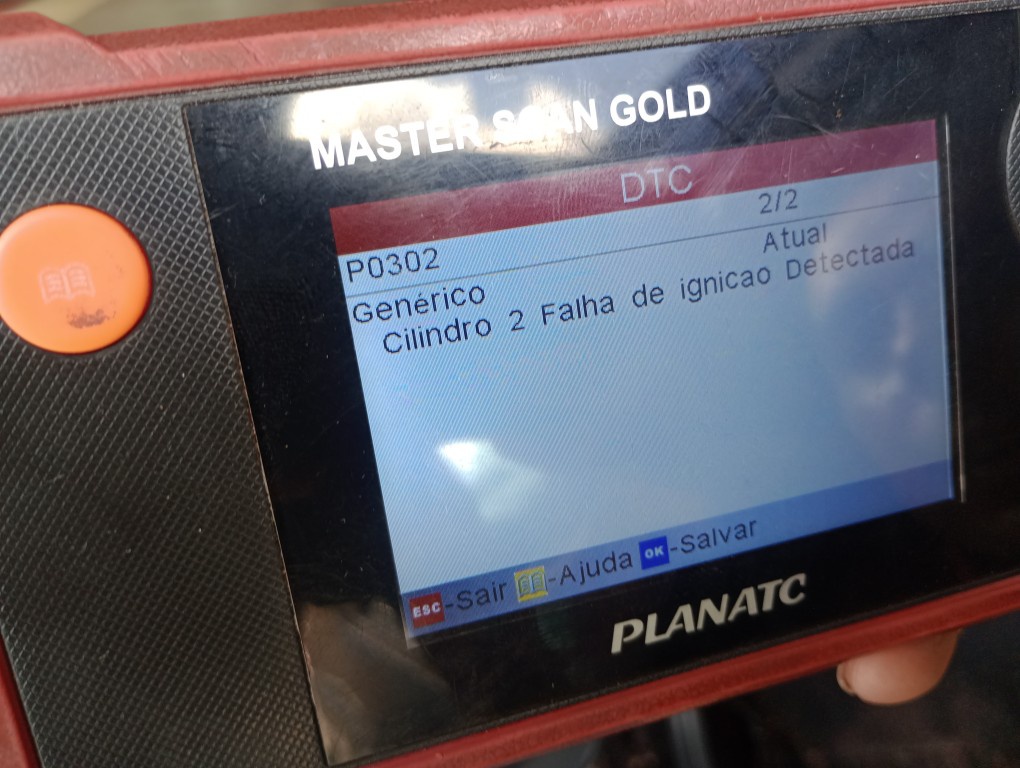 MASTER SCAN GOLD
DTC
2/2
P0302 Atual
Genérico
Cilindro 2 Falha de ignicao Detectada
ESC-Sair -Ajuda OK-Salvar
PLANATC